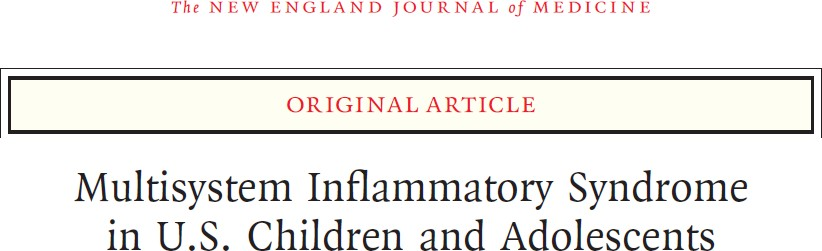 The NEW ENGLAND JOURNAL of MEDICINE
ORIGINAL ARTICLE
Multisystem Inflammatory Syndrome
in U.S. Children and Adolescents